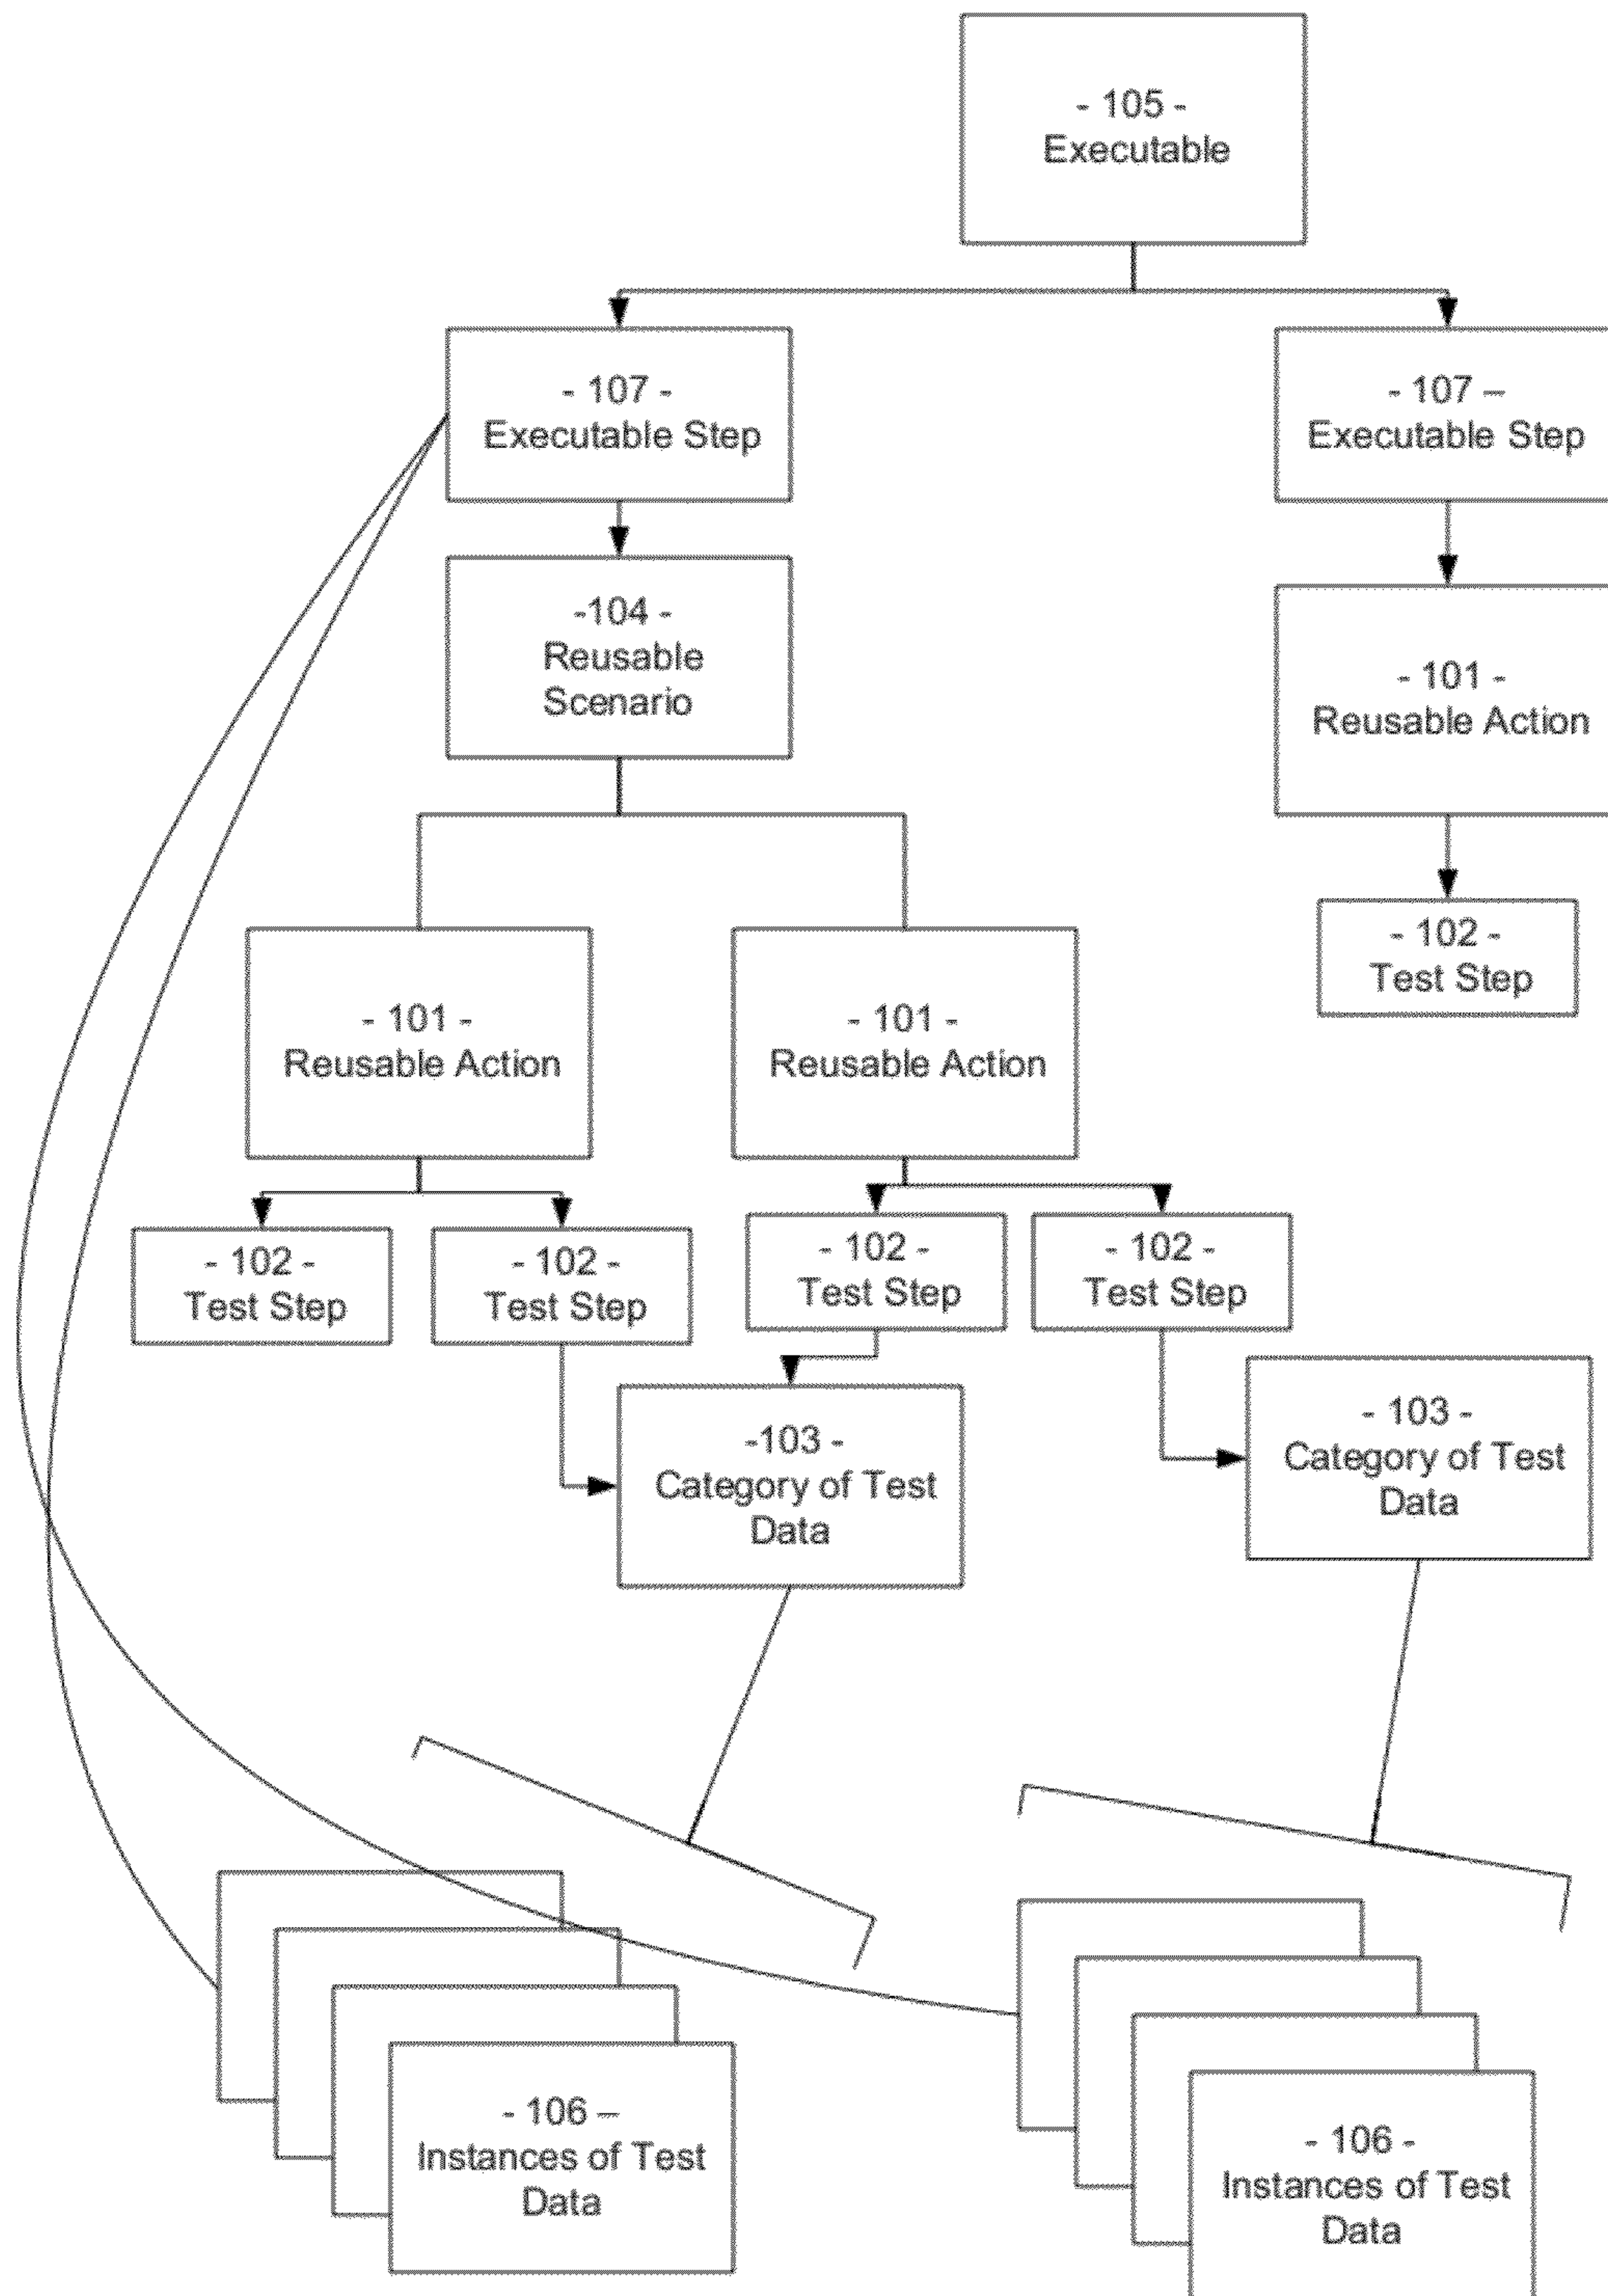 - 105 -
Executable
- 107 -
Executable Step
- 107 –
Executable Step
-104 -
Reusable
Scenario
- 101 -
Reusable Action
- 102 -
Test Step
- 101 -
Reusable Action
- 101 -
Reusable Action
- 102 -
Test Step
- 102 -
Test Step
- 102 -
Test Step
- 102 -
Test Step
-103 -
Category of Test
Data
- 103 -
Category of Test
Data
- 106 –
Instances of Test
Data
- 106 -
Instances of Test
Data